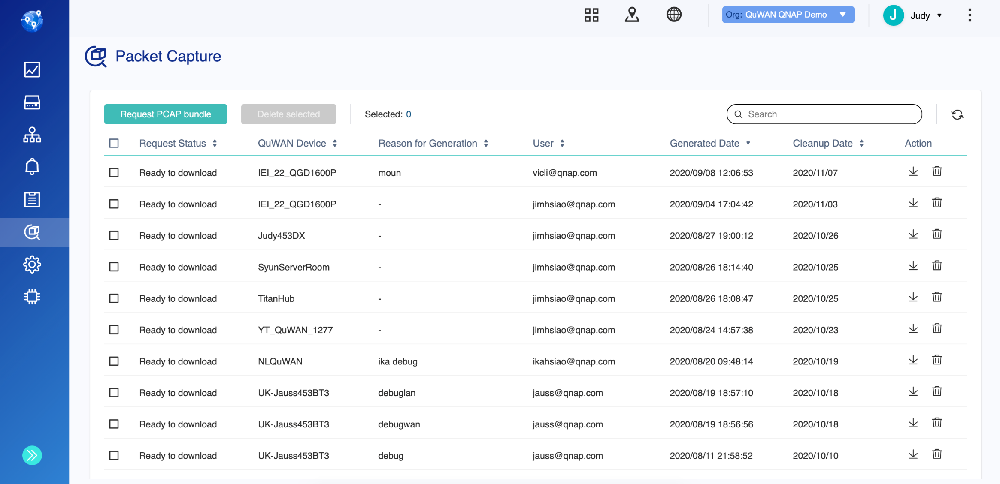 Org: QuWAN QNAP Demo
J Judy
Packet Capture
Request PCAP bundle Delete selected Selected: 0 Search
Request Status QuWAN Device Reason for Generation User Generated Date Cleanup Date Action
Ready to download IEI_22_QGD1600P moun vicli@qnap.com 2020/09/08 12:06:53 2020/11/07
Ready to download IEI_22_QGD1600P - jimhsiao@qnap.com 2020/09/04 17:04:42 2020/11/03
Ready to download Judy453DX - jimhsiao@qnap.com 2020/08/27 19:00:12 2020/10/26
Ready to download SyunServerRoom - jimhsiao@qnap.com 2020/08/26 18:14:40 2020/10/25
Ready to download TitanHub - jimhsiao@qnap.com 2020/08/26 18:08:47 2020/10/25
Ready to download YT_QuWAN_1277 - jimhsiao@qnap.com 2020/08/24 14:57:38 2020/10/23
Ready to download NLQuWAN ika debug ikahsiao@qnap.com 2020/08/20 09:48:14 2020/10/19
Ready to download UK-Jauss453BT3 debuglan jauss@qnap.com 2020/08/19 18:57:10 2020/10/18
Ready to download UK-Jauss453BT3 debugwan jauss@qnap.com 2020/08/19 18:56:56 2020/10/18
Ready to download UK-Jauss453BT3 debug jauss@qnap.com 2020/08/11 21:58:52 2020/10/10